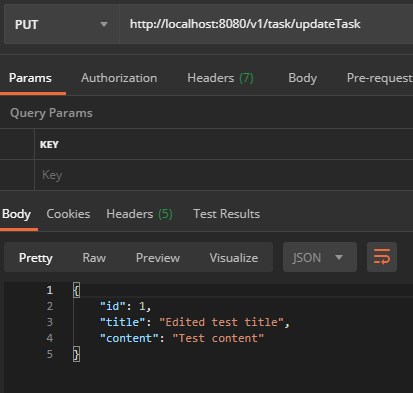 PUT http://localhost:8080/v1/task/updateTask
Params Authorization Headers (7) Body Pre-request
Query Params
KEY
Key
Body Cookies Headers (5) Test Results
Pretty Raw Preview Visualize JSON
1 {
2 "id": 1,
3 "title": "Edited test title",
4 "content": "Test content"
5 }